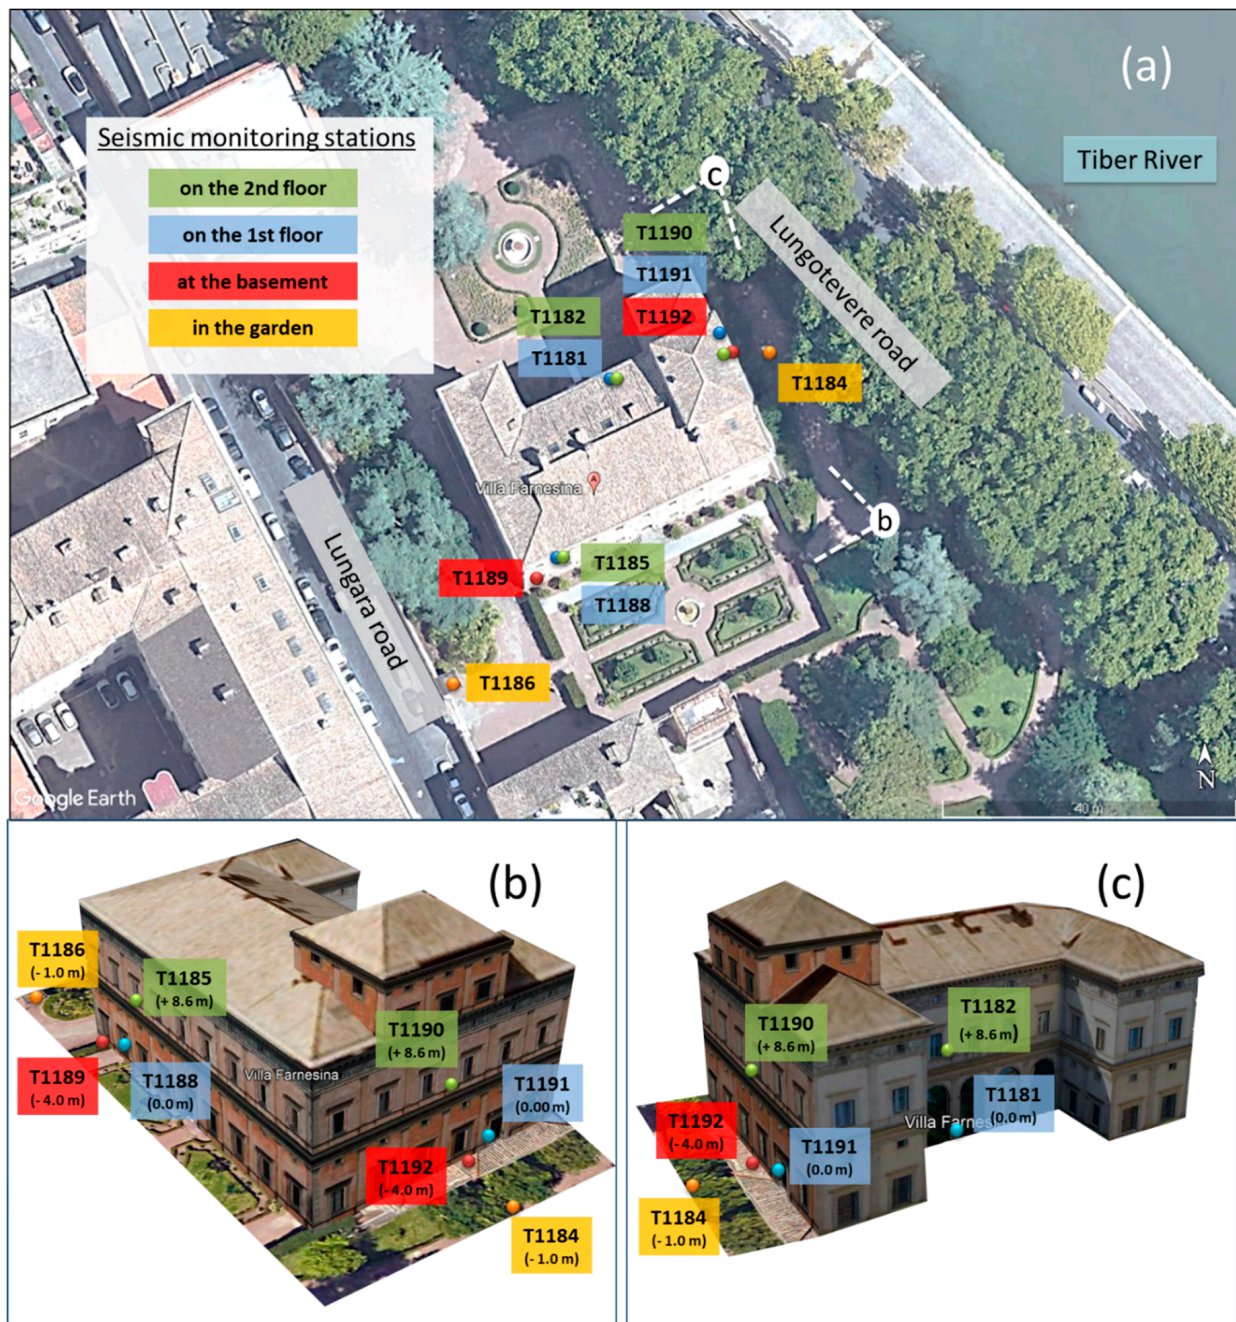 (a)
Seismic monitoring stations
on the 2nd floor
on the 1st floor
at the basement
in the garden
Tiber River
c
Lungotevere road
T1190
T1191
T1192
T1182
T1181
T1184
Villa Farnesina
A
b
Lungara road
T1189
T1185
T1188
T1186
N
Google Earth
40 m
(b)
T1186
(- 1.0 m)
T1185
(+ 8.6 m)
T1190
(+ 8.6 m)
T1189
(- 4.0 m)
T1188
(0.0 m)
Villa Farnesina
T1191
(0.00 m)
T1192
(- 4.0 m)
T1184
(- 1.0 m)
(c)
T1190
(+ 8.6 m)
T1182
(+ 8.6 m)
T1192
(- 4.0 m)
T1191
(0.0 m)
T1181
(0.0 m)
Villa Farnes
T1184
(- 1.0 m)